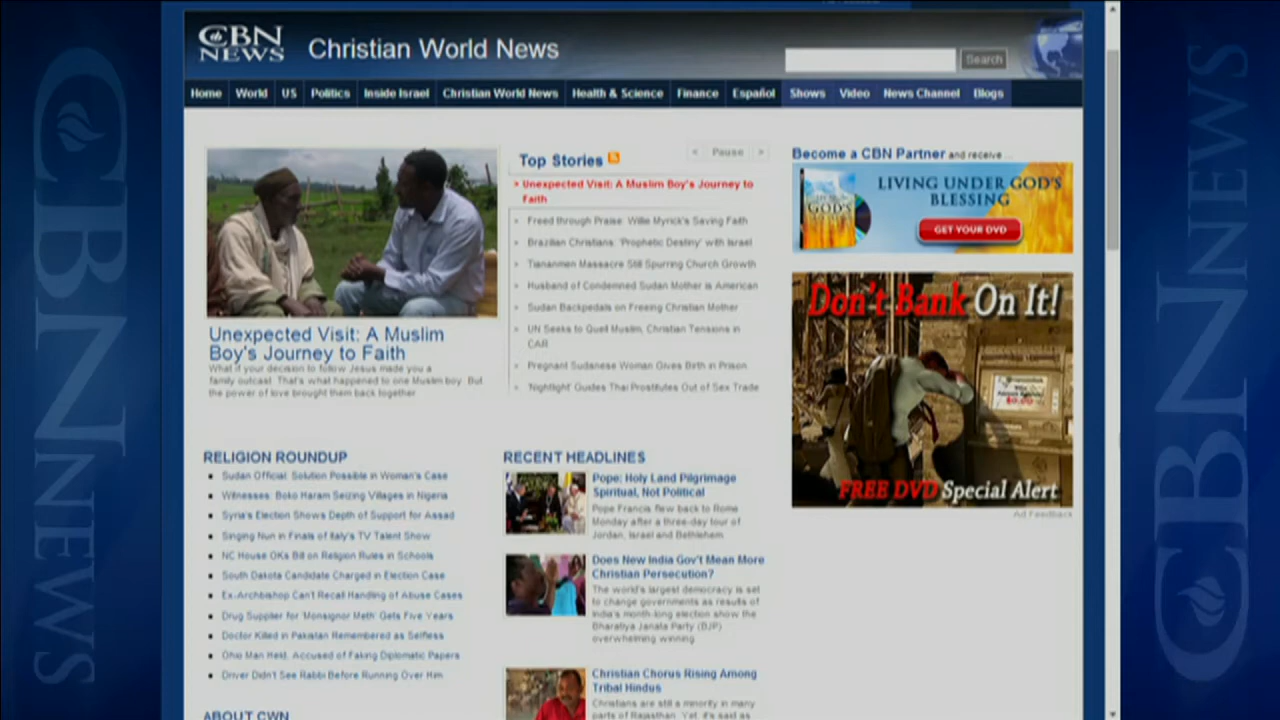 CBN NEWS
CBN
NEWS
Christian World News
Search
Home World US Politics Inside Israel Christian World News Health & Science Finance Español Shows Video News Channel Blogs
Top Stories
« Pause »
> Unexpected Visit: A Muslim Boy's Journey to
Faith
» Freed through Praise: Willie Myrick's Saving Faith
» Brazilian Christians: 'Prophetic Destiny' with Israel
» Tiananmen Massacre Still Spurring Church Growth
» Husband of Condemned Sudan Mother is American
» Sudan Backpedals on Freeing Christian Mother
» UN Seeks to Quell Muslim, Christian Tensions in
CAR
» Pregnant Sudanese Woman Gives Birth in Prison
» 'Nightlight' Guides Thai Prostitutes Out of Sex Trade
Unexpected Visit: A Muslim
Boy's Journey to Faith
What if your decision to follow Jesus made you a
family outcast. That's what happened to one Muslim boy. But
the power of love brought them back together.
Become a CBN Partner and receive ...
LIVING UNDER GOD'S
BLESSING
GET YOUR DVD
GOD'S
Don't Bank On It!
$0.00
FREE DVD Special Alert
Ad Feedback
RELIGION ROUNDUP
Sudan Official: Solution Possible in Woman's Case
Witnesses: Boko Haram Seizing Villages in Nigeria
Syria's Election Shows Depth of Support for Assad
Singing Nun in Finals of Italy's TV Talent Show
NC House OKs Bill on Religion Rules in Schools
South Dakota Candidate Charged in Election Case
Ex-Archbishop Can't Recall Handling of Abuse Cases
Drug Supplier for 'Monsignor Meth' Gets Five Years
Doctor Killed in Pakistan Remembered as Selfless
Ohio Man Held, Accused of Faking Diplomatic Papers
Driver Didn't See Rabbi Before Running Over Him
ABOUT CWN
RECENT HEADLINES
Pope: Holy Land Pilgrimage
Spiritual, Not Political
Pope Francis flew back to Rome
Monday after a three-day tour of
Jordan, Israel and Bethlehem.
Does New India Gov't Mean More
Christian Persecution?
The world's largest democracy is set
to change governments as results of
India's month-long election show the
Bharatiya Janata Party (BJP)
overwhelming winning.
Christian Chorus Rising Among
Tribal Hindus
Christians are still a minority in many
parts of Rajasthan. Yet, it's said as
CBN NEWS